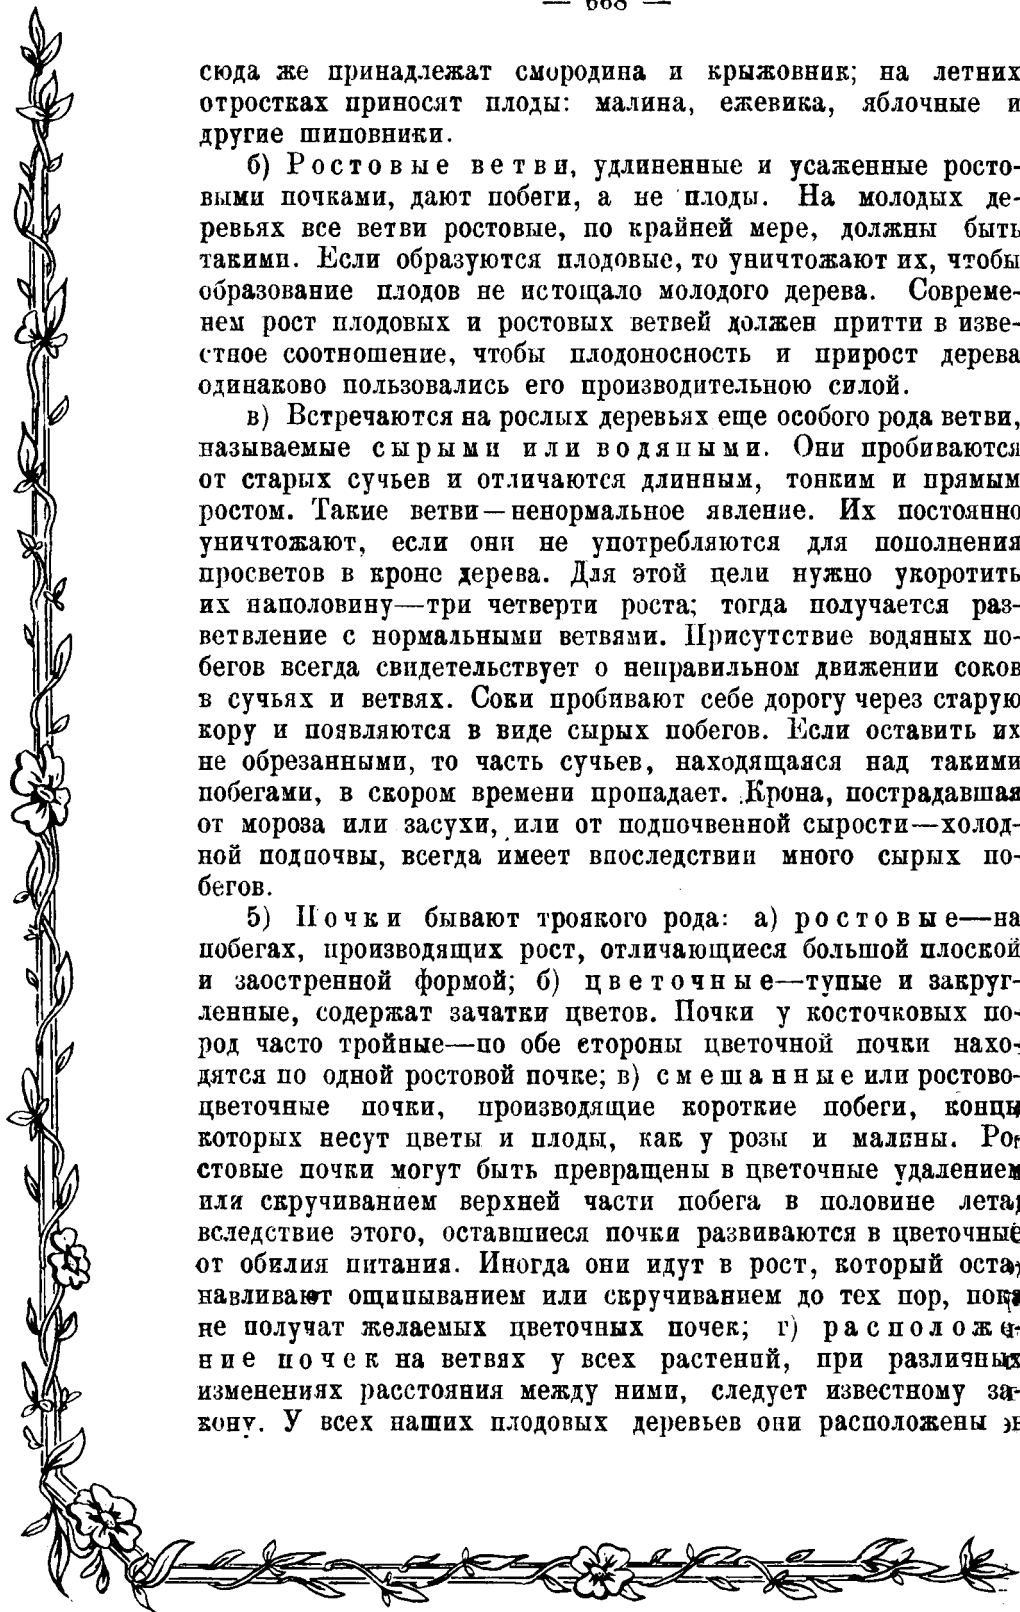 — 668 —
сюда же принадлежат смородина и крыжовник; на летних
отростках приносят плоды: малина, ежевика, яблочные и
другие шиповники.
б) Ростовые ветви, удлиненные и усаженные росто-
выми почками, дают побеги, а не плоды. На молодых де-
ревьях все ветви ростовые, по крайней мере, должны быть
такими. Если образуются плодовые, то уничтожают их, чтобы
образование плодов не истощало молодого дерева. Совреме-
нем рост плодовых и ростовых ветвей должен притти в изве-
стное соотношение, чтобы плодоносность и прирост дерева
одинаково пользовались его производительною силой.
в) Встречаются на рослых деревьях еще особого рода ветви,
называемые сырыми или водяными. Они пробиваются
от старых сучьев и отличаются длинным, тонким и прямым
ростом. Такие ветви—ненормальное явление. Их постоянно
уничтожают, если они не употребляются для пополнения
просветов в кроне дерева. Для этой цели нужно укоротить
их наполовину—три четверти роста; тогда получается раз-
ветвление с нормальными ветвями. Присутствие водяных по-
бегов всегда свидетельствует о неправильном движении соков
в сучьях и ветвях. Соки пробивают себе дорогу через старую
кору и появляются в виде сырых побегов. Если оставить их
не обрезанными, то часть сучьев, находящаяся над такими
побегами, в скором времени пропадает. Крона, пострадавшая
от мороза или засухи, или от подпочвенной сырости—холод-
ной подпочвы, всегда имеет впоследствии много сырых по-
бегов.
5) Почки бывают троякого рода: а) ростовые—на
побегах, производящих рост, отличающиеся большой плоской
и заостренной формой; б) цветочные—тупые и закруг-
ленные, содержат зачатки цветов. Почки у косточковых по-
род часто тройные—по обе стороны цветочной почки нахо-
дятся по одной ростовой почке; в) смешанные или ростово-
цветочные почки, производящие короткие побеги, концы
которых несут цветы и плоды, как у розы и малины. Ро-
стовые почки могут быть превращены в цветочные удалением
или скручиванием верхней части побега в половине лета;
вследствие этого, оставшиеся почки развиваются в цветочные
от обилия питания. Иногда они идут в рост, который оста-
навливают ощипыванием или скручиванием до тех пор, пока
не получат желаемых цветочных почек; г) расположе-
ние почек на ветвях у всех растений, при различных
изменениях расстояния между ними, следует известному за-
кону. У всех наших плодовых деревьев они расположены